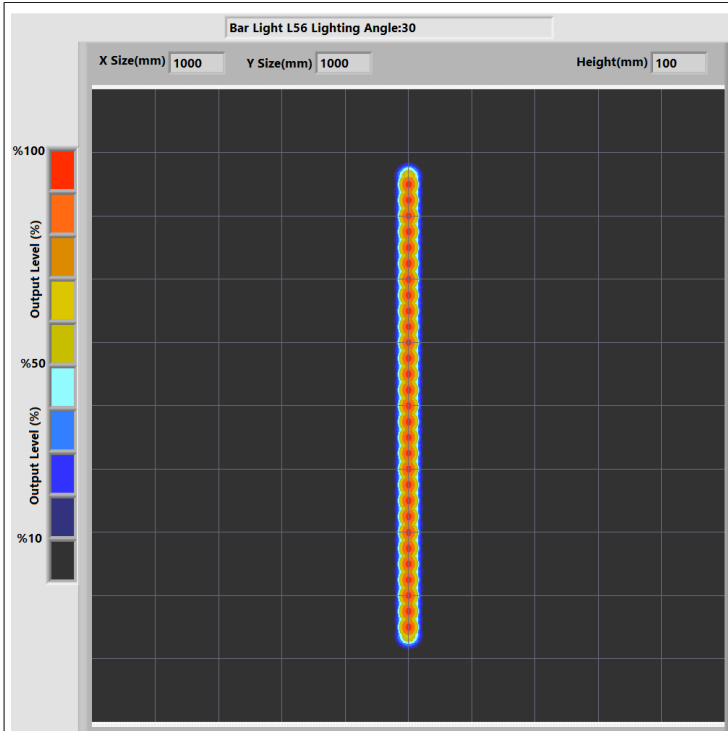 Bar Light L56 Lighting Angle:30
X Size(mm) 1000 Y Size(mm) 1000 Height(mm) 100
%100
Output Level (%)
%50
Output Level (%)
%10